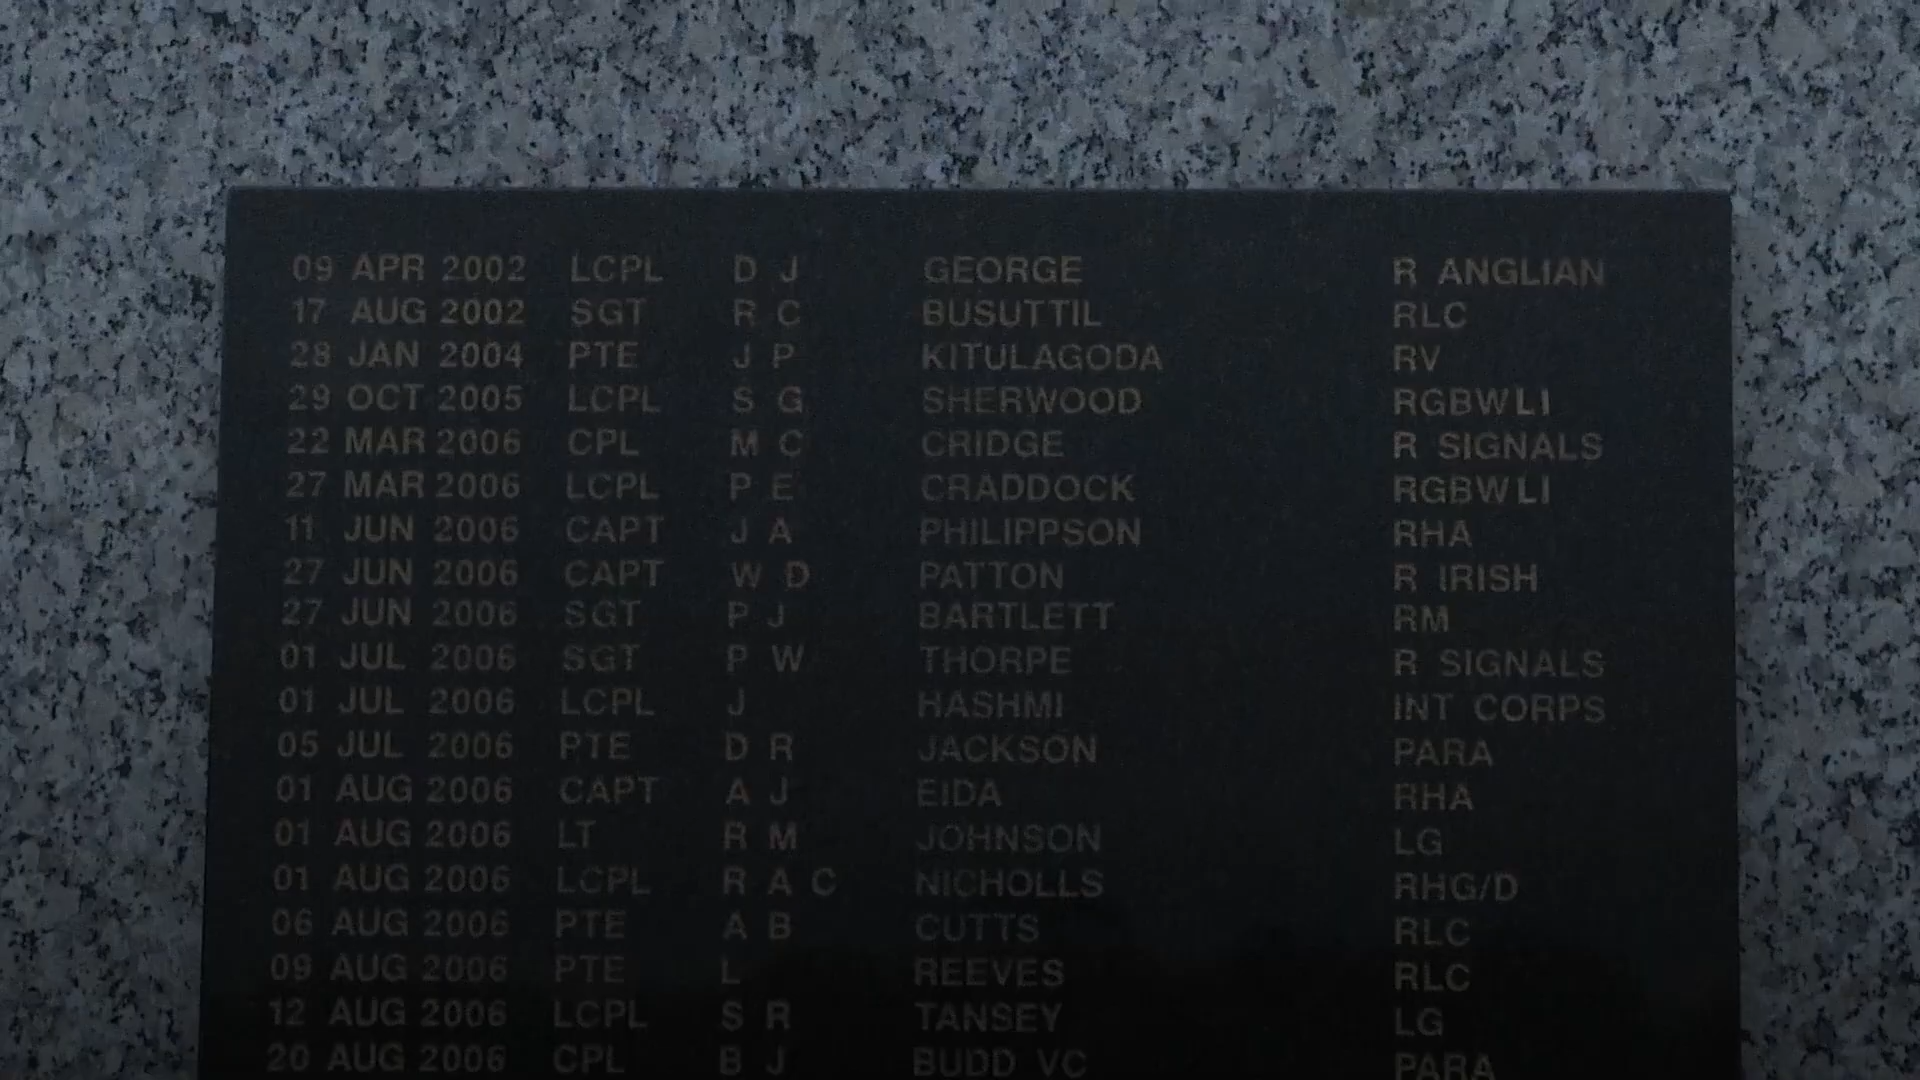 09 APR 2002 LCPL D J GEORGE R ANGLIAN
17 AUG 2002 SGT R C BUSUTTIL RLC
28 JAN 2004 PTE J P KITULAGODA RV
29 OCT 2005 LCPL S G SHERWOOD RGBWLI
22 MAR 2006 CPL M C CRIDGE R SIGNALS
27 MAR 2006 LCPL P E CRADDOCK RGBWLI
11 JUN 2006 CAPT J A PHILIPPSON RHA
27 JUN 2006 CAPT W D PATTON R IRISH
27 JUN 2006 SGT P J BARTLETT RM
01 JUL 2006 SGT P W THORPE R SIGNALS
01 JUL 2006 LCPL J HASHMI INT CORPS
05 JUL 2006 PTE D R JACKSON PARA
01 AUG 2006 CAPT A J EIDA RHA
01 AUG 2006 LT R M JOHNSON LG
01 AUG 2006 LCPL R A C NICHOLLS RHG/D
06 AUG 2006 PTE A B CUTTS RLC
09 AUG 2006 PTE L REEVES RLC
12 AUG 2006 LCPL S R TANSEY LG
20 AUG 2006 CPL B J BUDD VC PARA